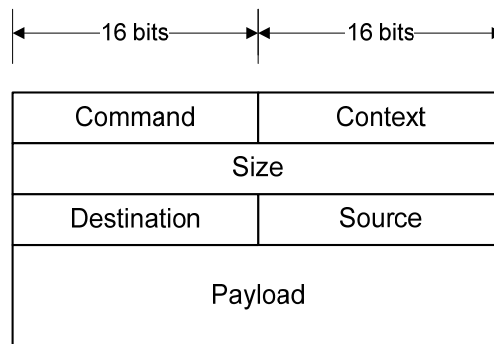 16 bits 16 bits
Command Context
Size
Destination Source
Payload